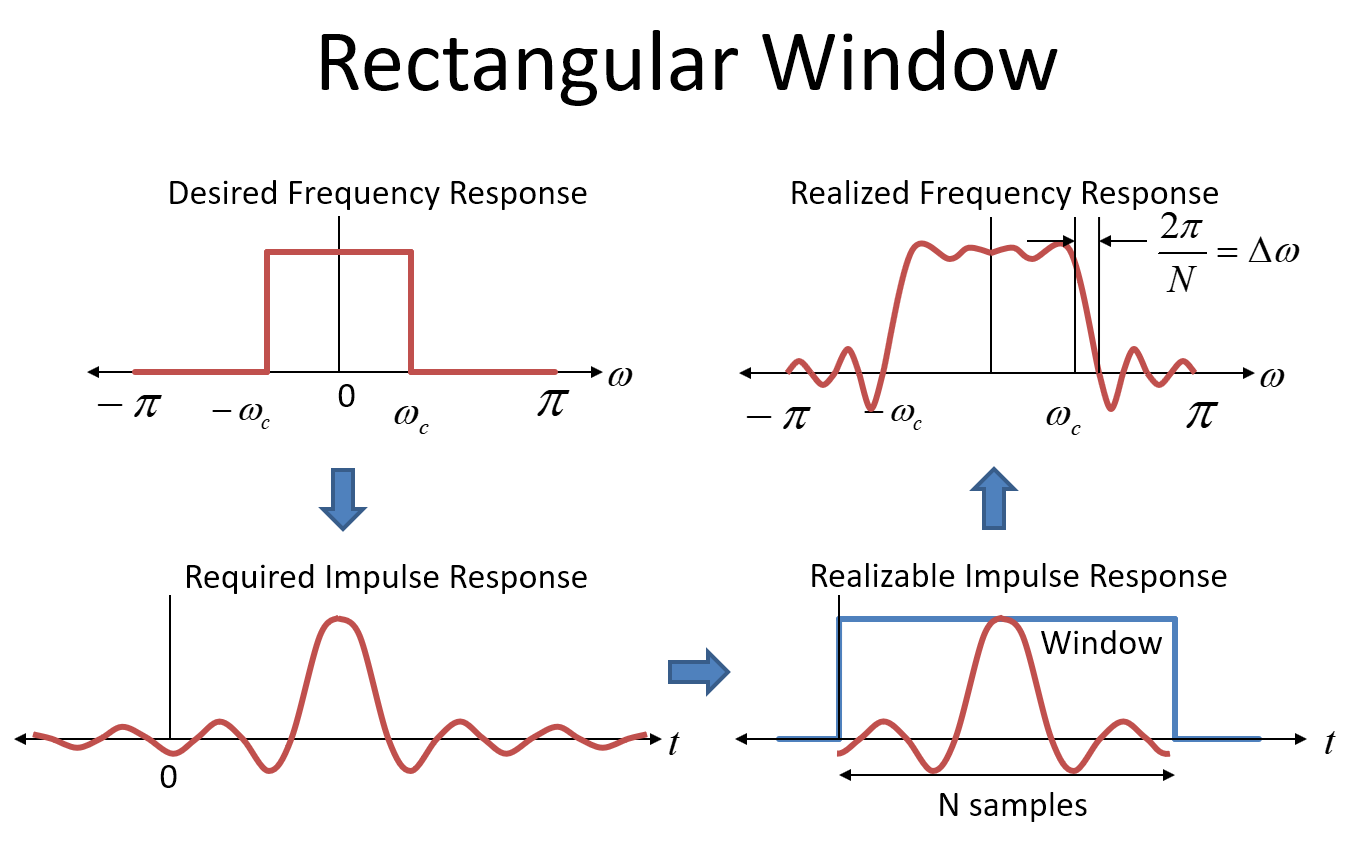 Rectangular Window
Desired Frequency Response
ω
− π
− ω_c
0
ω_c
π
Realized Frequency Response
2π
N
= Δω
ω
− π
− ω_c
ω_c
π
Required Impulse Response
t
0
Realizable Impulse Response
Window
t
N samples